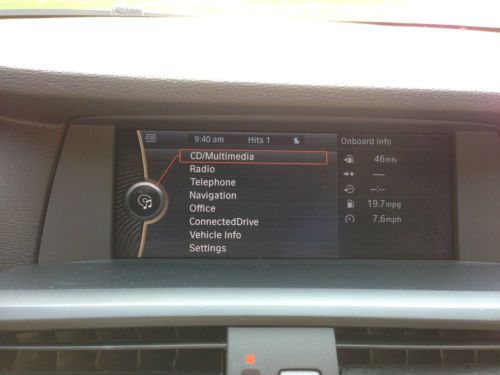 9:40 am Hits 1
Onboard info
CD/Multimedia
Radio
Telephone
Navigation
Office
ConnectedDrive
Vehicle Info
Settings
46mls
--:--
19.7mpg
7.6mph